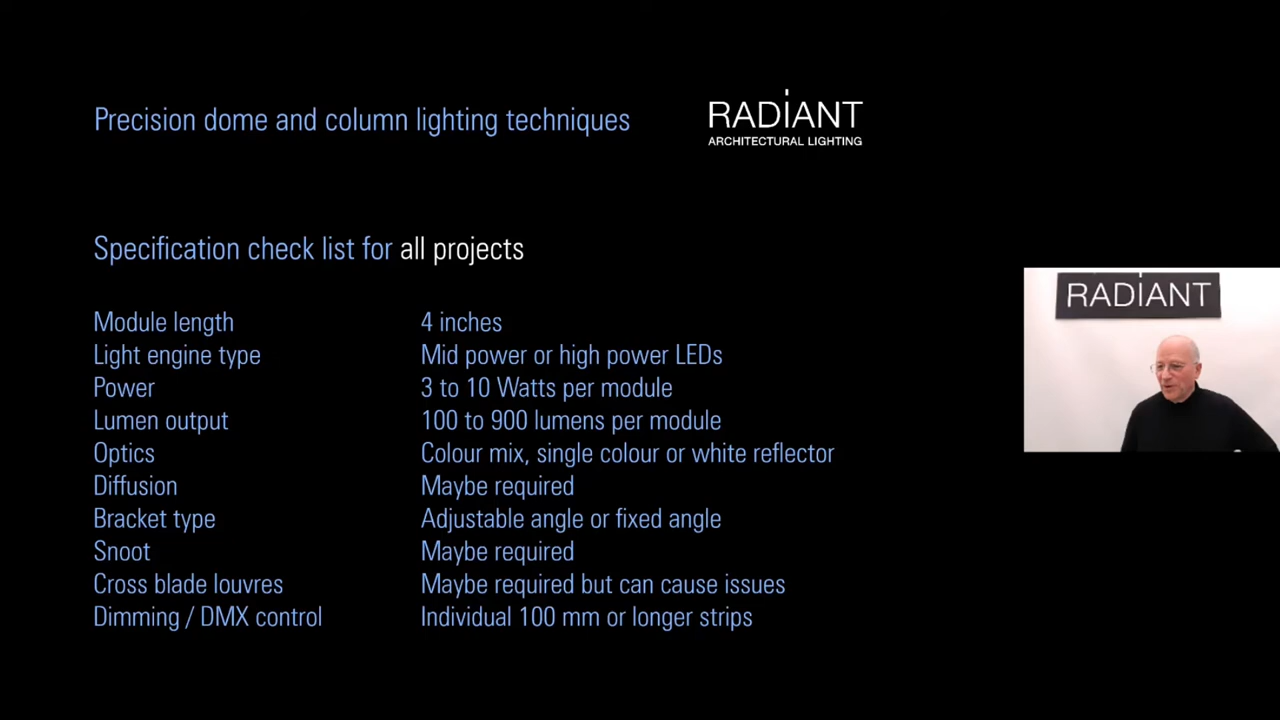 Precision dome and column lighting techniques
RADIANT
ARCHITECTURAL LIGHTING
Specification check list for all projects
Module length 4 inches
Light engine type Mid power or high power LEDs
Power 3 to 10 Watts per module
Lumen output 100 to 900 lumens per module
Optics Colour mix, single colour or white reflector
Diffusion Maybe required
Bracket type Adjustable angle or fixed angle
Snoot Maybe required
Cross blade louvres Maybe required but can cause issues
Dimming / DMX control Individual 100 mm or longer strips
RADIANT